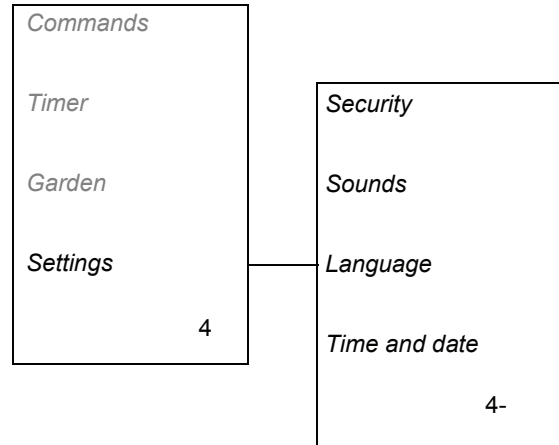 Commands
Timer
Garden
Settings
4
Security
Sounds
Language
Time and date
4-